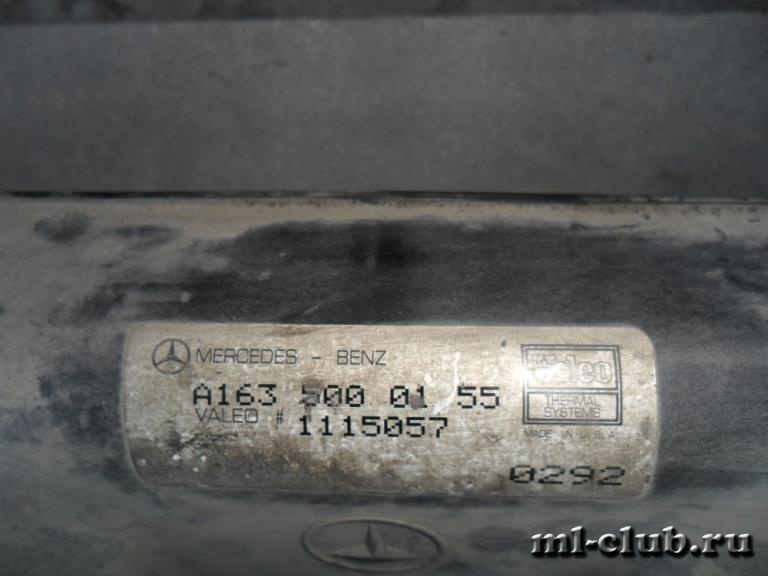 MERCEDES - BENZ
A163 500 01 55
VALEO # 1115057
Valeo
THERMAL
SYSTEMS
MADE IN U.S.A
0292
ml-club.ru